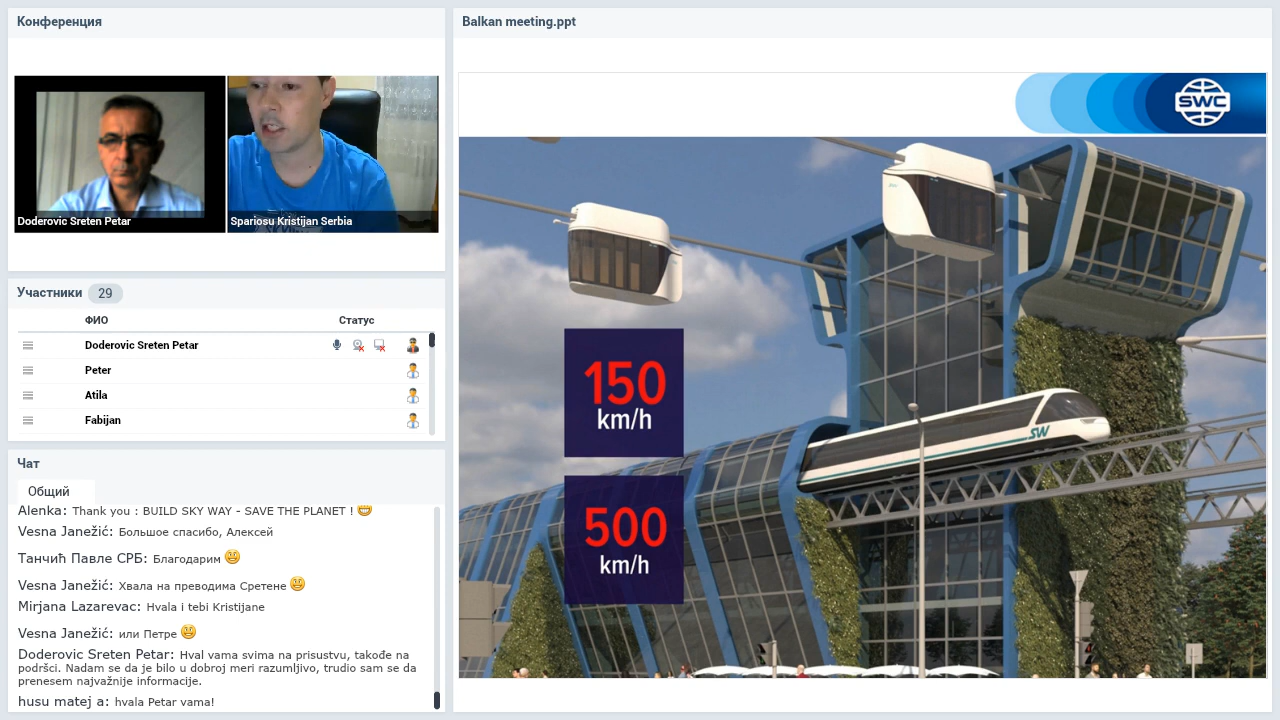 Конференция
Doderovic Sreten Petar
Spariosu Kristijan Serbia
Участники 29
ФИО Статус
Doderovic Sreten Petar
Peter
Atila
Fabijan
Чат
Общий
Alenka: Thank you : BUILD SKY WAY - SAVE THE PLANET !
Vesna Janežić: Большое спасибо, Алексей
Танчић Павле СРБ: Благодарим
Vesna Janežić: Хвала на преводима Сретене
Mirjana Lazarevac: Hvala i tebi Kristijane
Vesna Janežić: или Петре
Doderovic Sreten Petar: Hval vama svima na prisustvu, takođe na
podršci. Nadam se da je bilo u dobroj meri razumljivo, trudio sam se da
prenesem najvažnije informacije.
husu matej a: hvala Petar vama!
Balkan meeting.ppt
SWC
150
km/h
500
km/h
SW